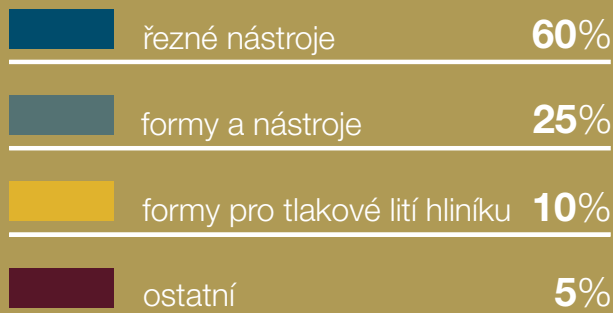 řezné nástroje 60%
formy a nástroje 25%
formy pro tlakové lití hliníku 10%
ostatní 5%